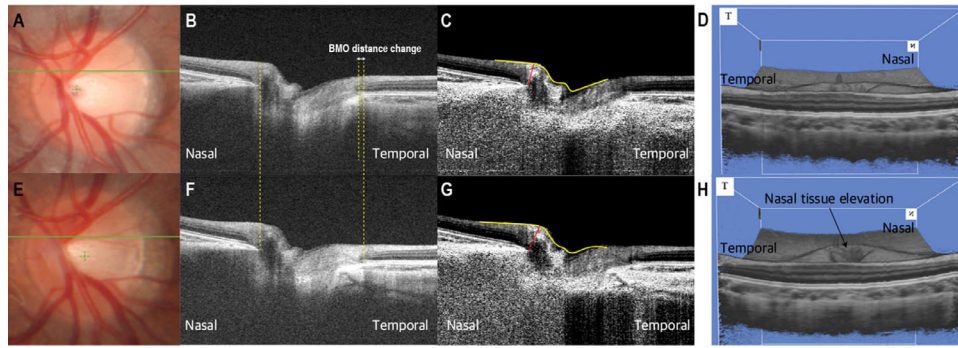 A
B
BMO distance change
Nasal
Temporal
C
Nasal
Temporal
D
T
N
Nasal
Temporal
E
F
Nasal
Temporal
G
Nasal
Temporal
H
T
Nasal tissue elevation
N
Nasal
Temporal